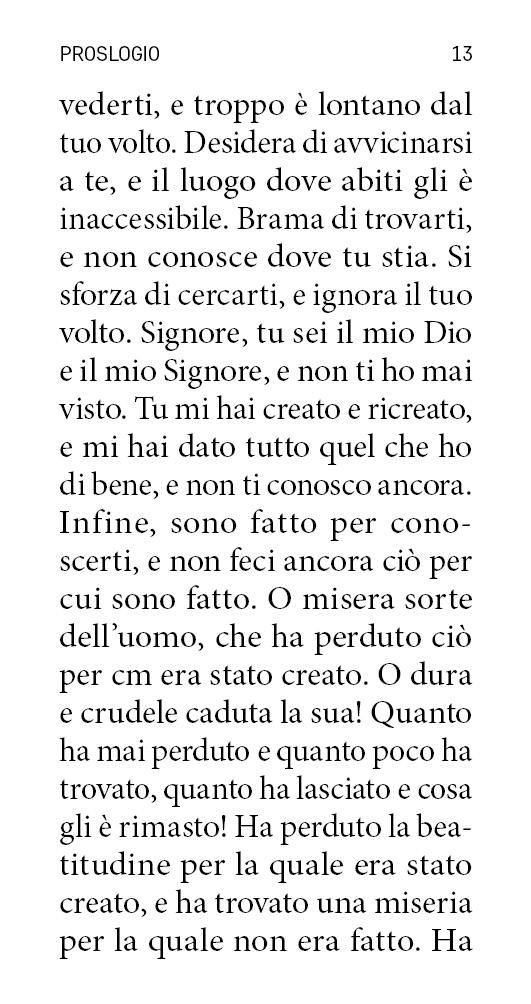 PROSLOGIO 13
vederti, e troppo è lontano dal
tuo volto. Desidera di avvicinarsi
a te, e il luogo dove abiti gli è
inaccessibile. Brama di trovarti,
e non conosce dove tu stia. Si
sforza di cercarti, e ignora il tuo
volto. Signore, tu sei il mio Dio
e il mio Signore, e non ti ho mai
visto. Tu mi hai creato e ricreato,
e mi hai dato tutto quel che ho
di bene, e non ti conosco ancora.
Infine, sono fatto per cono-
scerti, e non feci ancora ciò per
cui sono fatto. O misera sorte
dell’uomo, che ha perduto ciò
per cm era stato creato. O dura
e crudele caduta la sua! Quanto
ha mai perduto e quanto poco ha
trovato, quanto ha lasciato e cosa
gli è rimasto! Ha perduto la bea-
titudine per la quale era stato
creato, e ha trovato una miseria
per la quale non era fatto. Ha